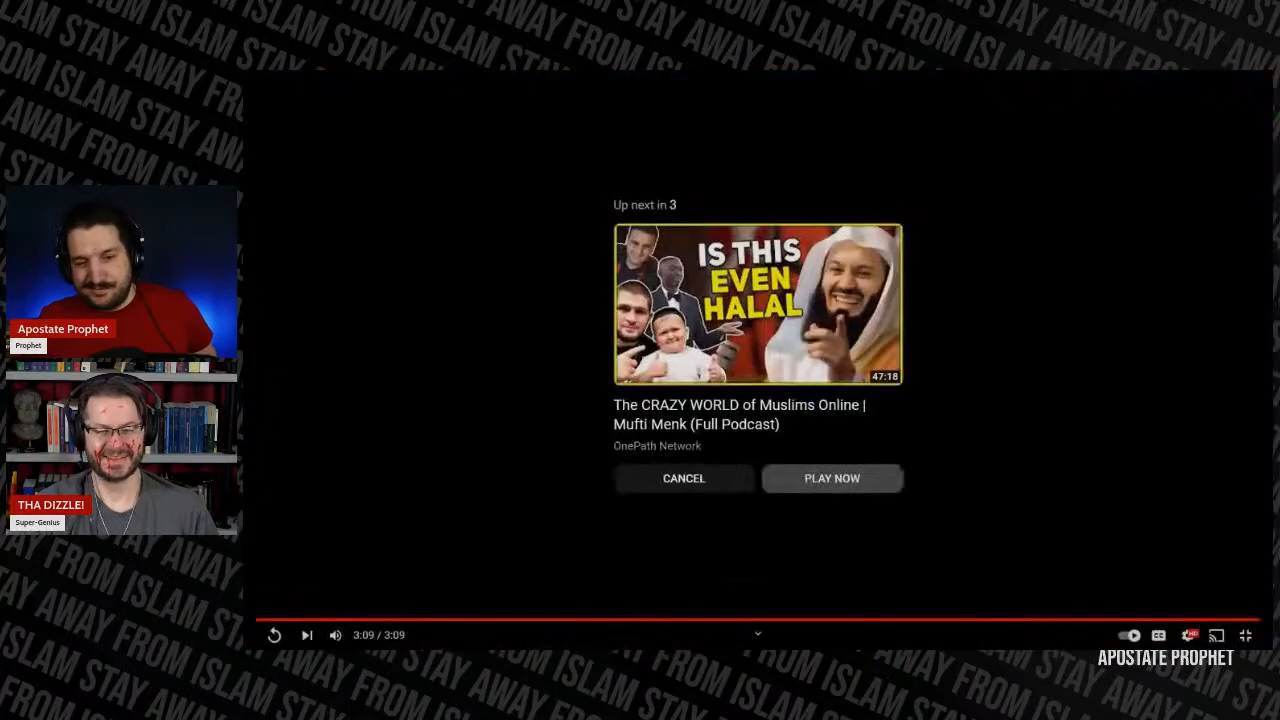 STAY AWAY FROM ISLAM
Up next in 3
IS THIS
EVEN
HALAL
47:18
The CRAZY WORLD of Muslims Online |
Mufti Menk (Full Podcast)
OnePath Network
CANCEL
PLAY NOW
Apostate Prophet
Prophet
THA DIZZLE!
Super-Genius
3:09 / 3:09
CC
HD
APOSTATE PROPHET